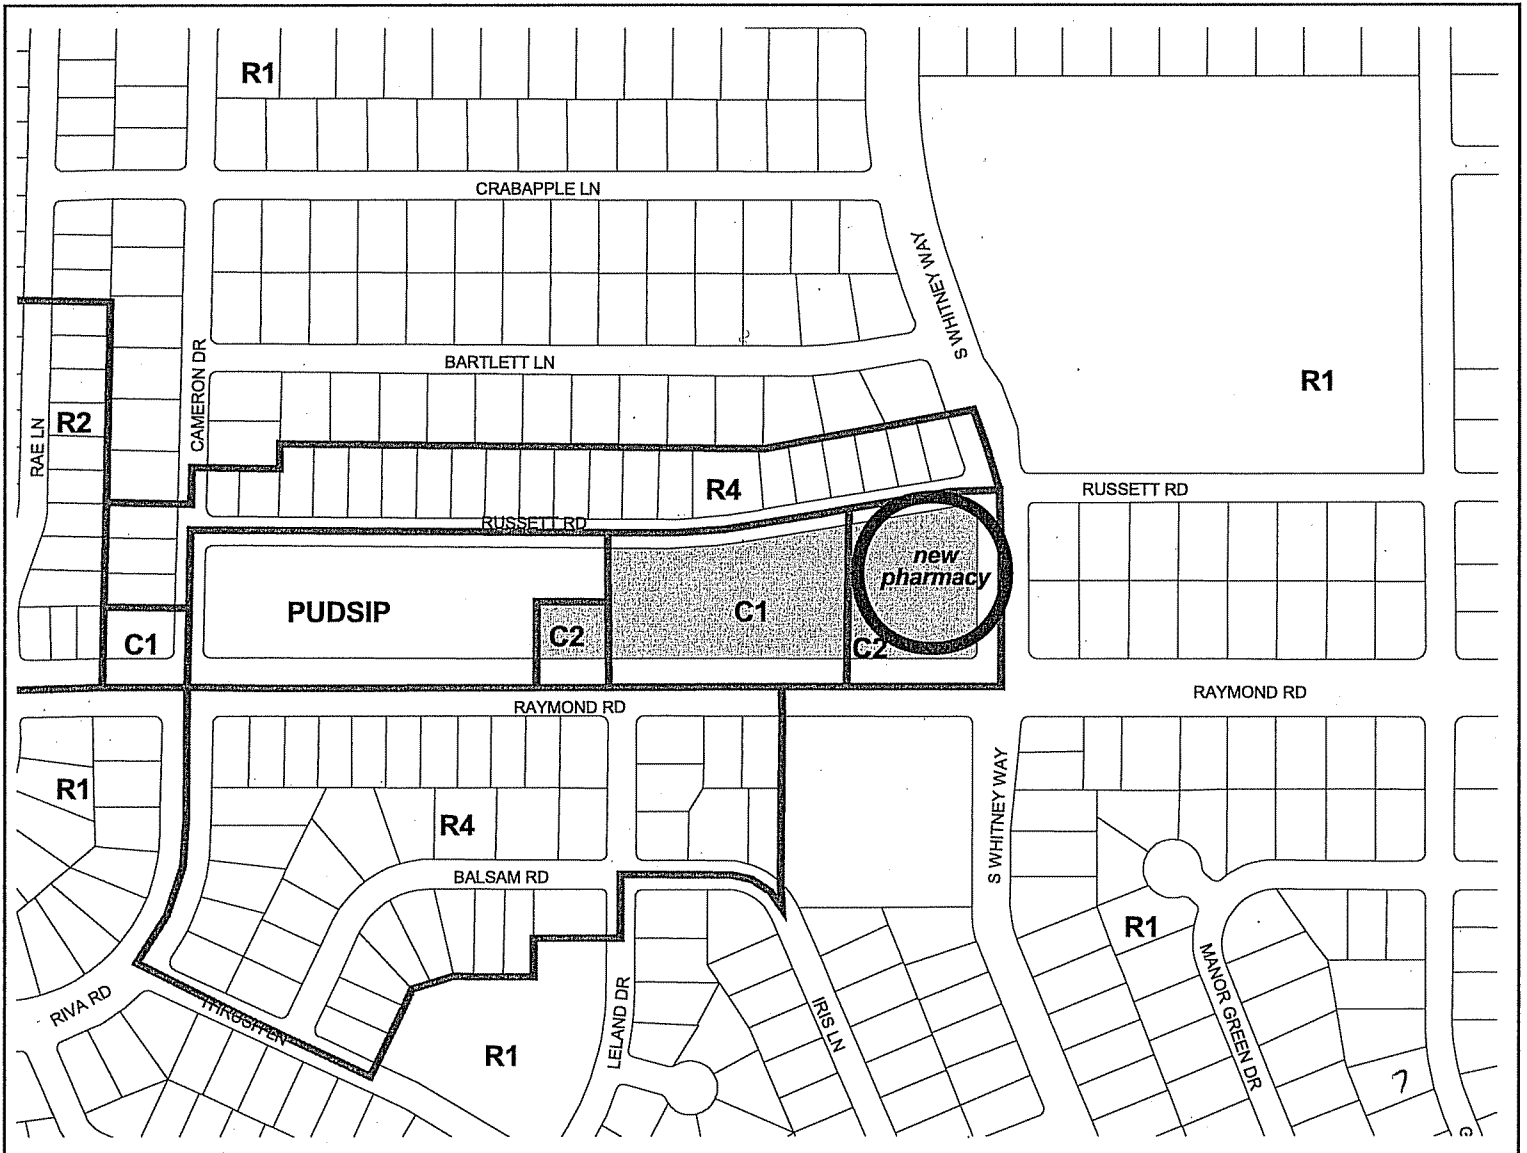 R1
CRABAPPLE LN
S WHITNEY WAY
BARTLETT LN
CAMERON DR
R1
R2
RAE LN
R4
RUSSETT RD
RUSSETT RD
new
pharmacy
PUDSIP
C1
C2
C1
C2
RAYMOND RD
RAYMOND RD
R1
R4
S WHITNEY WAY
BALSAM RD
R1
MANOR GREEN DR
RIVA RD
THRUSH LN
LELAND DR
IRIS LN
R1
7
G